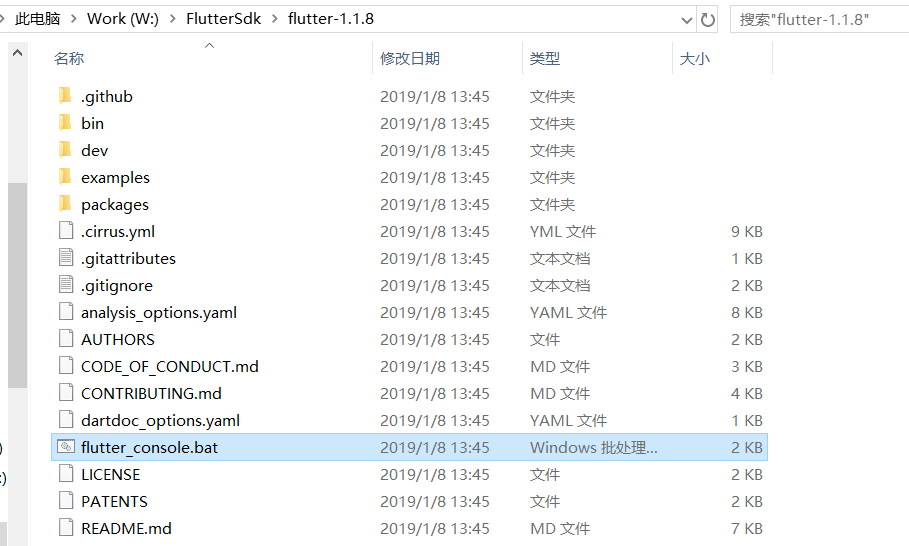 此电脑 > Work (W:) > FlutterSdk > flutter-1.1.8 搜索"flutter-1.1.8"
名称 修改日期 类型 大小
.github 2019/1/8 13:45 文件夹
bin 2019/1/8 13:45 文件夹
dev 2019/1/8 13:45 文件夹
examples 2019/1/8 13:45 文件夹
packages 2019/1/8 13:45 文件夹
.cirrus.yml 2019/1/8 13:45 YML 文件 9 KB
.gitattributes 2019/1/8 13:45 文本文档 1 KB
.gitignore 2019/1/8 13:45 文本文档 2 KB
analysis_options.yaml 2019/1/8 13:45 YAML 文件 8 KB
AUTHORS 2019/1/8 13:45 文件 2 KB
CODE_OF_CONDUCT.md 2019/1/8 13:45 MD 文件 3 KB
CONTRIBUTING.md 2019/1/8 13:45 MD 文件 4 KB
dartdoc_options.yaml 2019/1/8 13:45 YAML 文件 1 KB
flutter_console.bat 2019/1/8 13:45 Windows 批处理... 2 KB
LICENSE 2019/1/8 13:45 文件 2 KB
PATENTS 2019/1/8 13:45 文件 2 KB
README.md 2019/1/8 13:45 MD 文件 7 KB